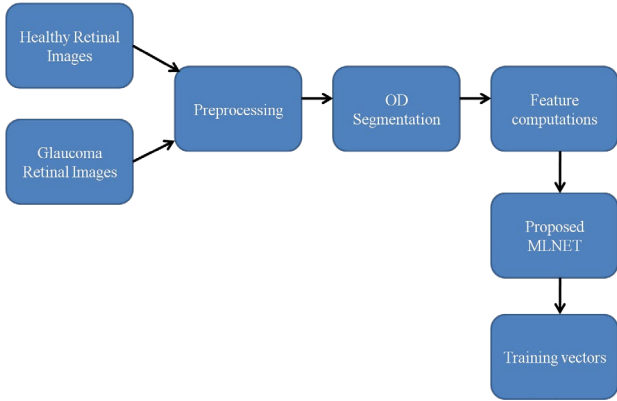 Healthy Retinal
Images
Glaucoma
Retinal Images
Preprocessing
OD
Segmentation
Feature
computations
Proposed
MLNET
Training vectors